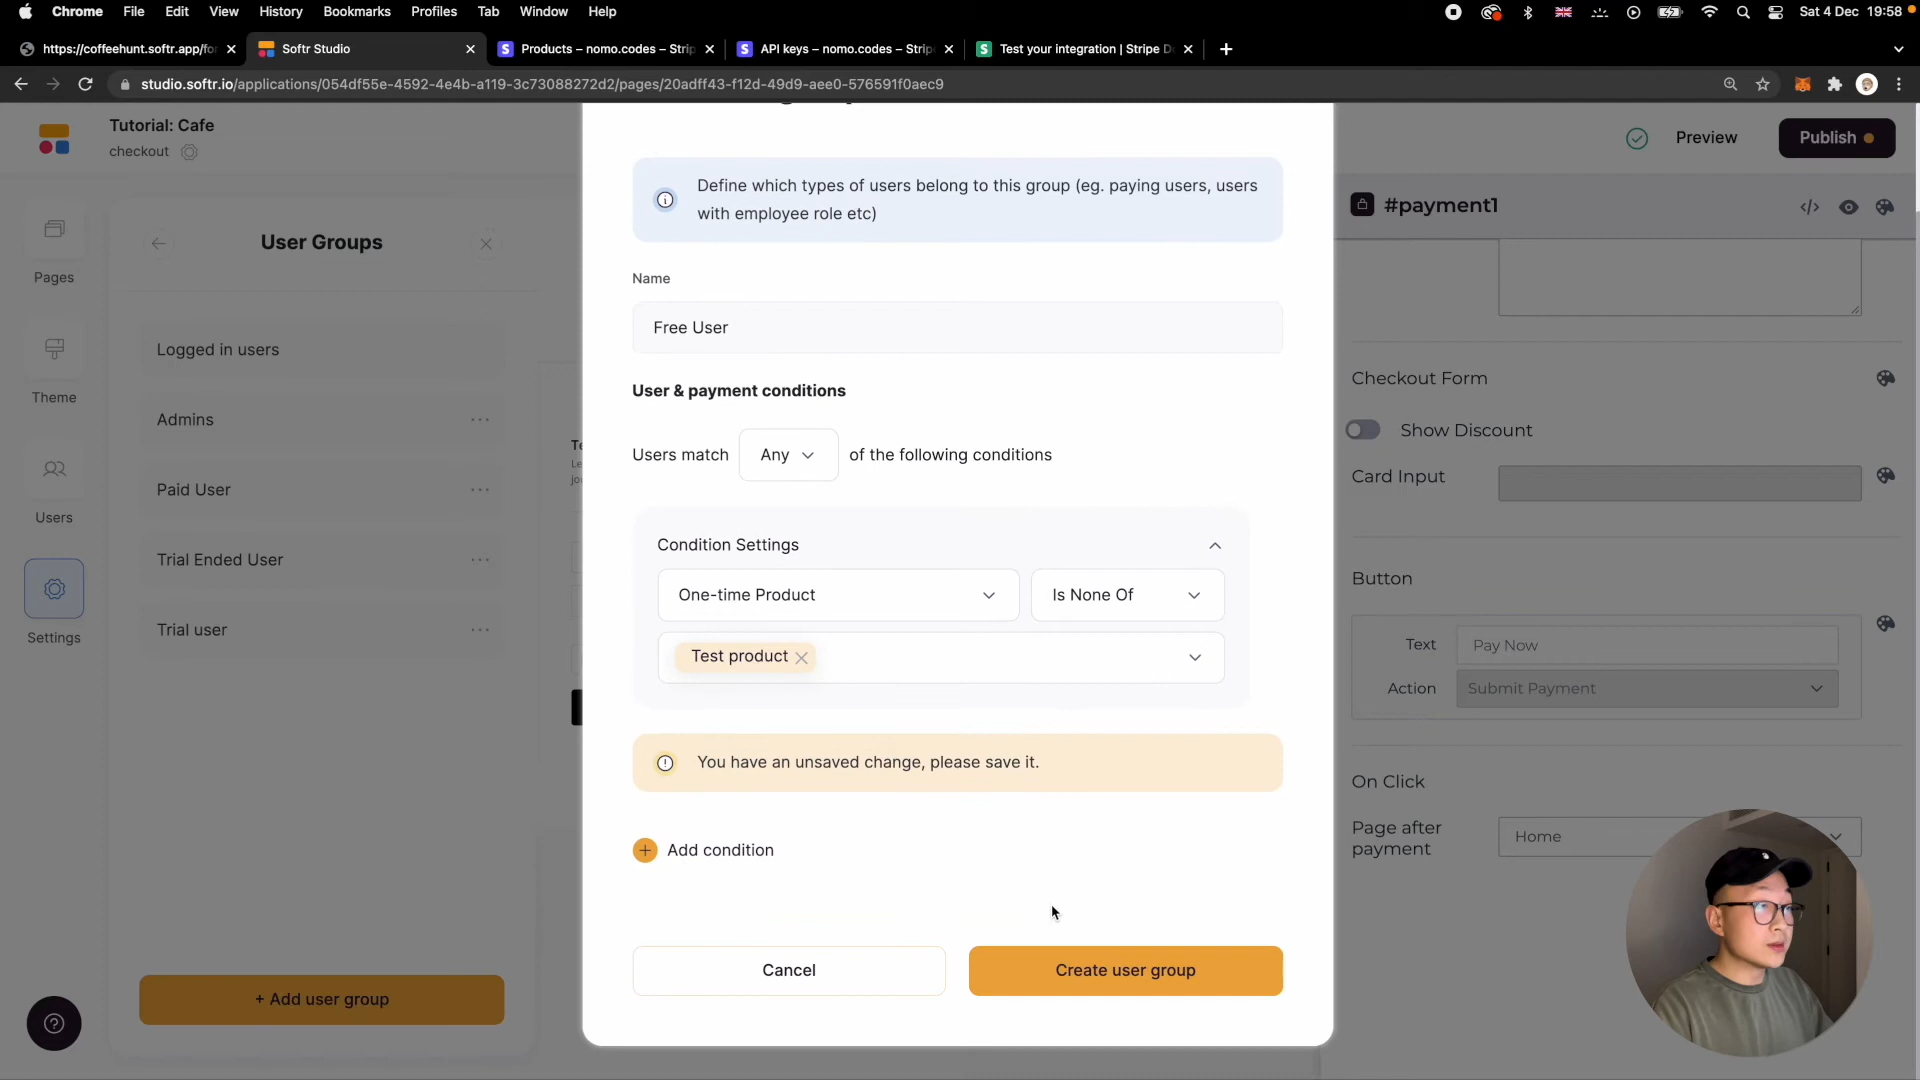 Chrome File Edit View History Bookmarks Profiles Tab Window Help Sat 4 Dec 19:58
https://coffeehunt.softr.app/for Softr Studio Products – nomo.codes – Strip API keys – nomo.codes – Stripe Test your integration | Stripe D
studio.softr.io/applications/054df55e-4592-4e4b-a119-3c73088272d2/pages/20adff43-f12d-49d9-aee0-576591f0aec9
Tutorial: Cafe
checkout
Preview
Publish
Pages
Theme
Users
Settings
User Groups
Logged in users
Admins
Paid User
Trial Ended User
Trial user
+ Add user group
Define which types of users belong to this group (eg. paying users, users
with employee role etc)
Name
Free User
User & payment conditions
Users match Any of the following conditions
Condition Settings
One-time Product Is None Of
Test product
You have an unsaved change, please save it.
Add condition
Cancel Create user group
#payment1
Checkout Form
Show Discount
Card Input
Button
Text Pay Now
Action Submit Payment
On Click
Page after
payment
Home